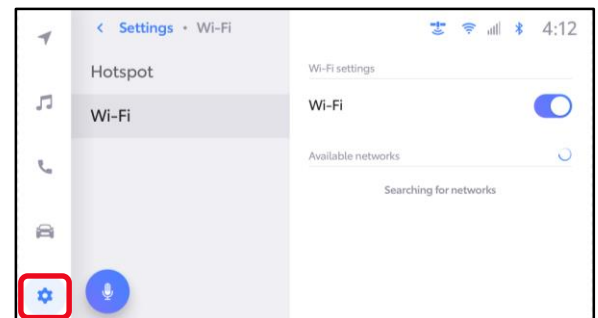 < Settings • Wi-Fi
4:12
Hotspot
Wi-Fi
Wi-Fi settings
Wi-Fi
Available networks
Searching for networks